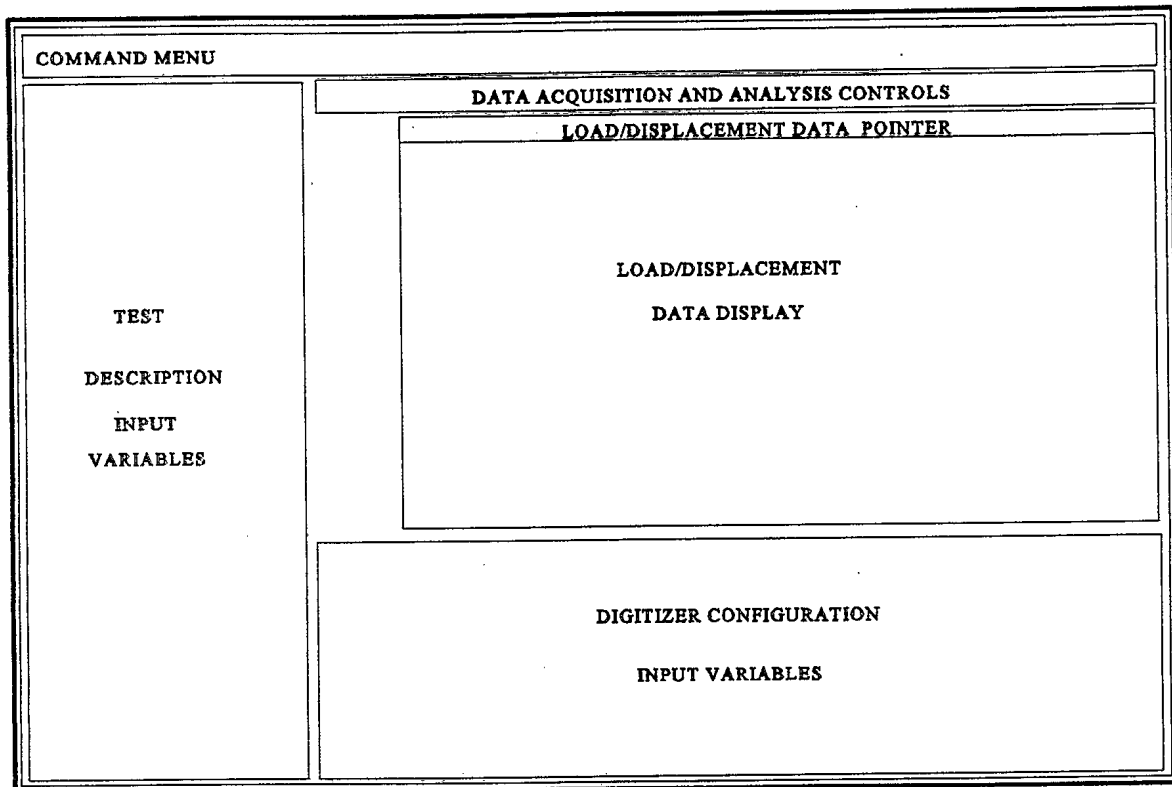 COMMAND MENU
DATA ACQUISITION AND ANALYSIS CONTROLS
LOAD/DISPLACEMENT DATA POINTER
LOAD/DISPLACEMENT
DATA DISPLAY
TEST
DESCRIPTION
INPUT
VARIABLES
DIGITIZER CONFIGURATION
INPUT VARIABLES